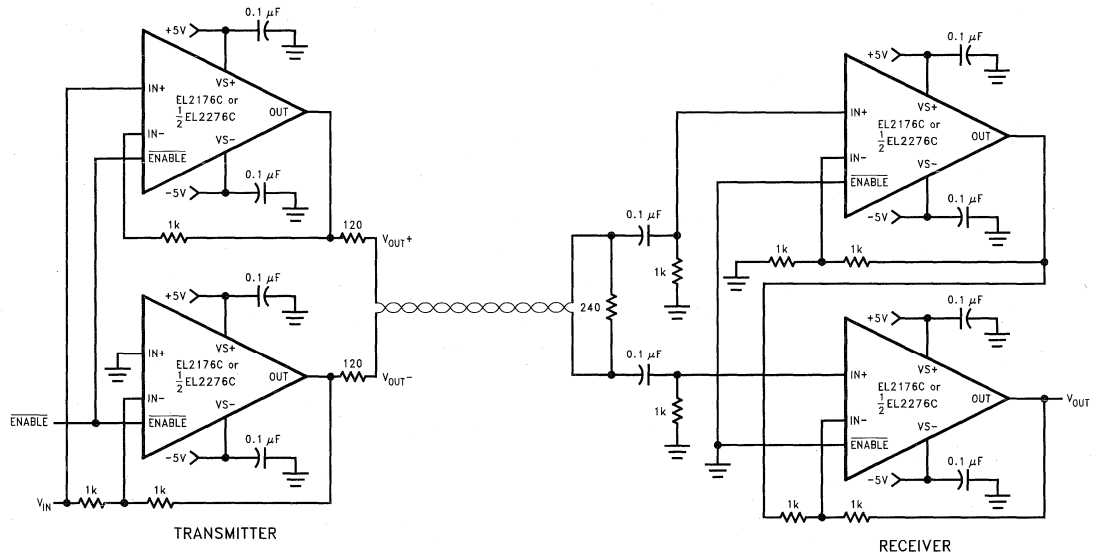 +5V
0.1 µF
VS+
IN+
EL2176C or
½ EL2276C
OUT
IN-
VS-
ENABLE
-5V
0.1 µF
1k
120
VOUT+
+5V
0.1 µF
VS+
IN+
EL2176C or
½ EL2276C
OUT
120
VOUT-
IN-
VS-
ENABLE
ENABLE
-5V
0.1 µF
VIN
1k
1k
TRANSMITTER
240
0.1 µF
1k
0.1 µF
1k
+5V
0.1 µF
VS+
IN+
EL2176C or
½ EL2276C
OUT
IN-
VS-
ENABLE
-5V
0.1 µF
1k
1k
+5V
0.1 µF
VS+
IN+
EL2176C or
½ EL2276C
OUT
VOUT
IN-
VS-
ENABLE
-5V
0.1 µF
1k
1k
RECEIVER